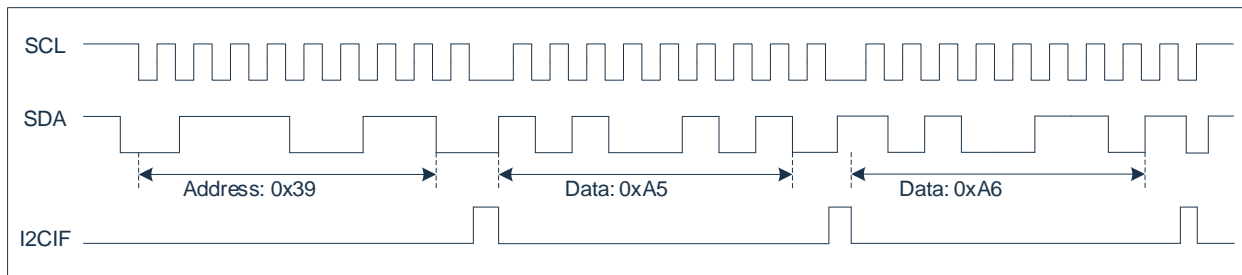 SCL
SDA
Address: 0x39 Data: 0xA5 Data: 0xA6
I2CIF